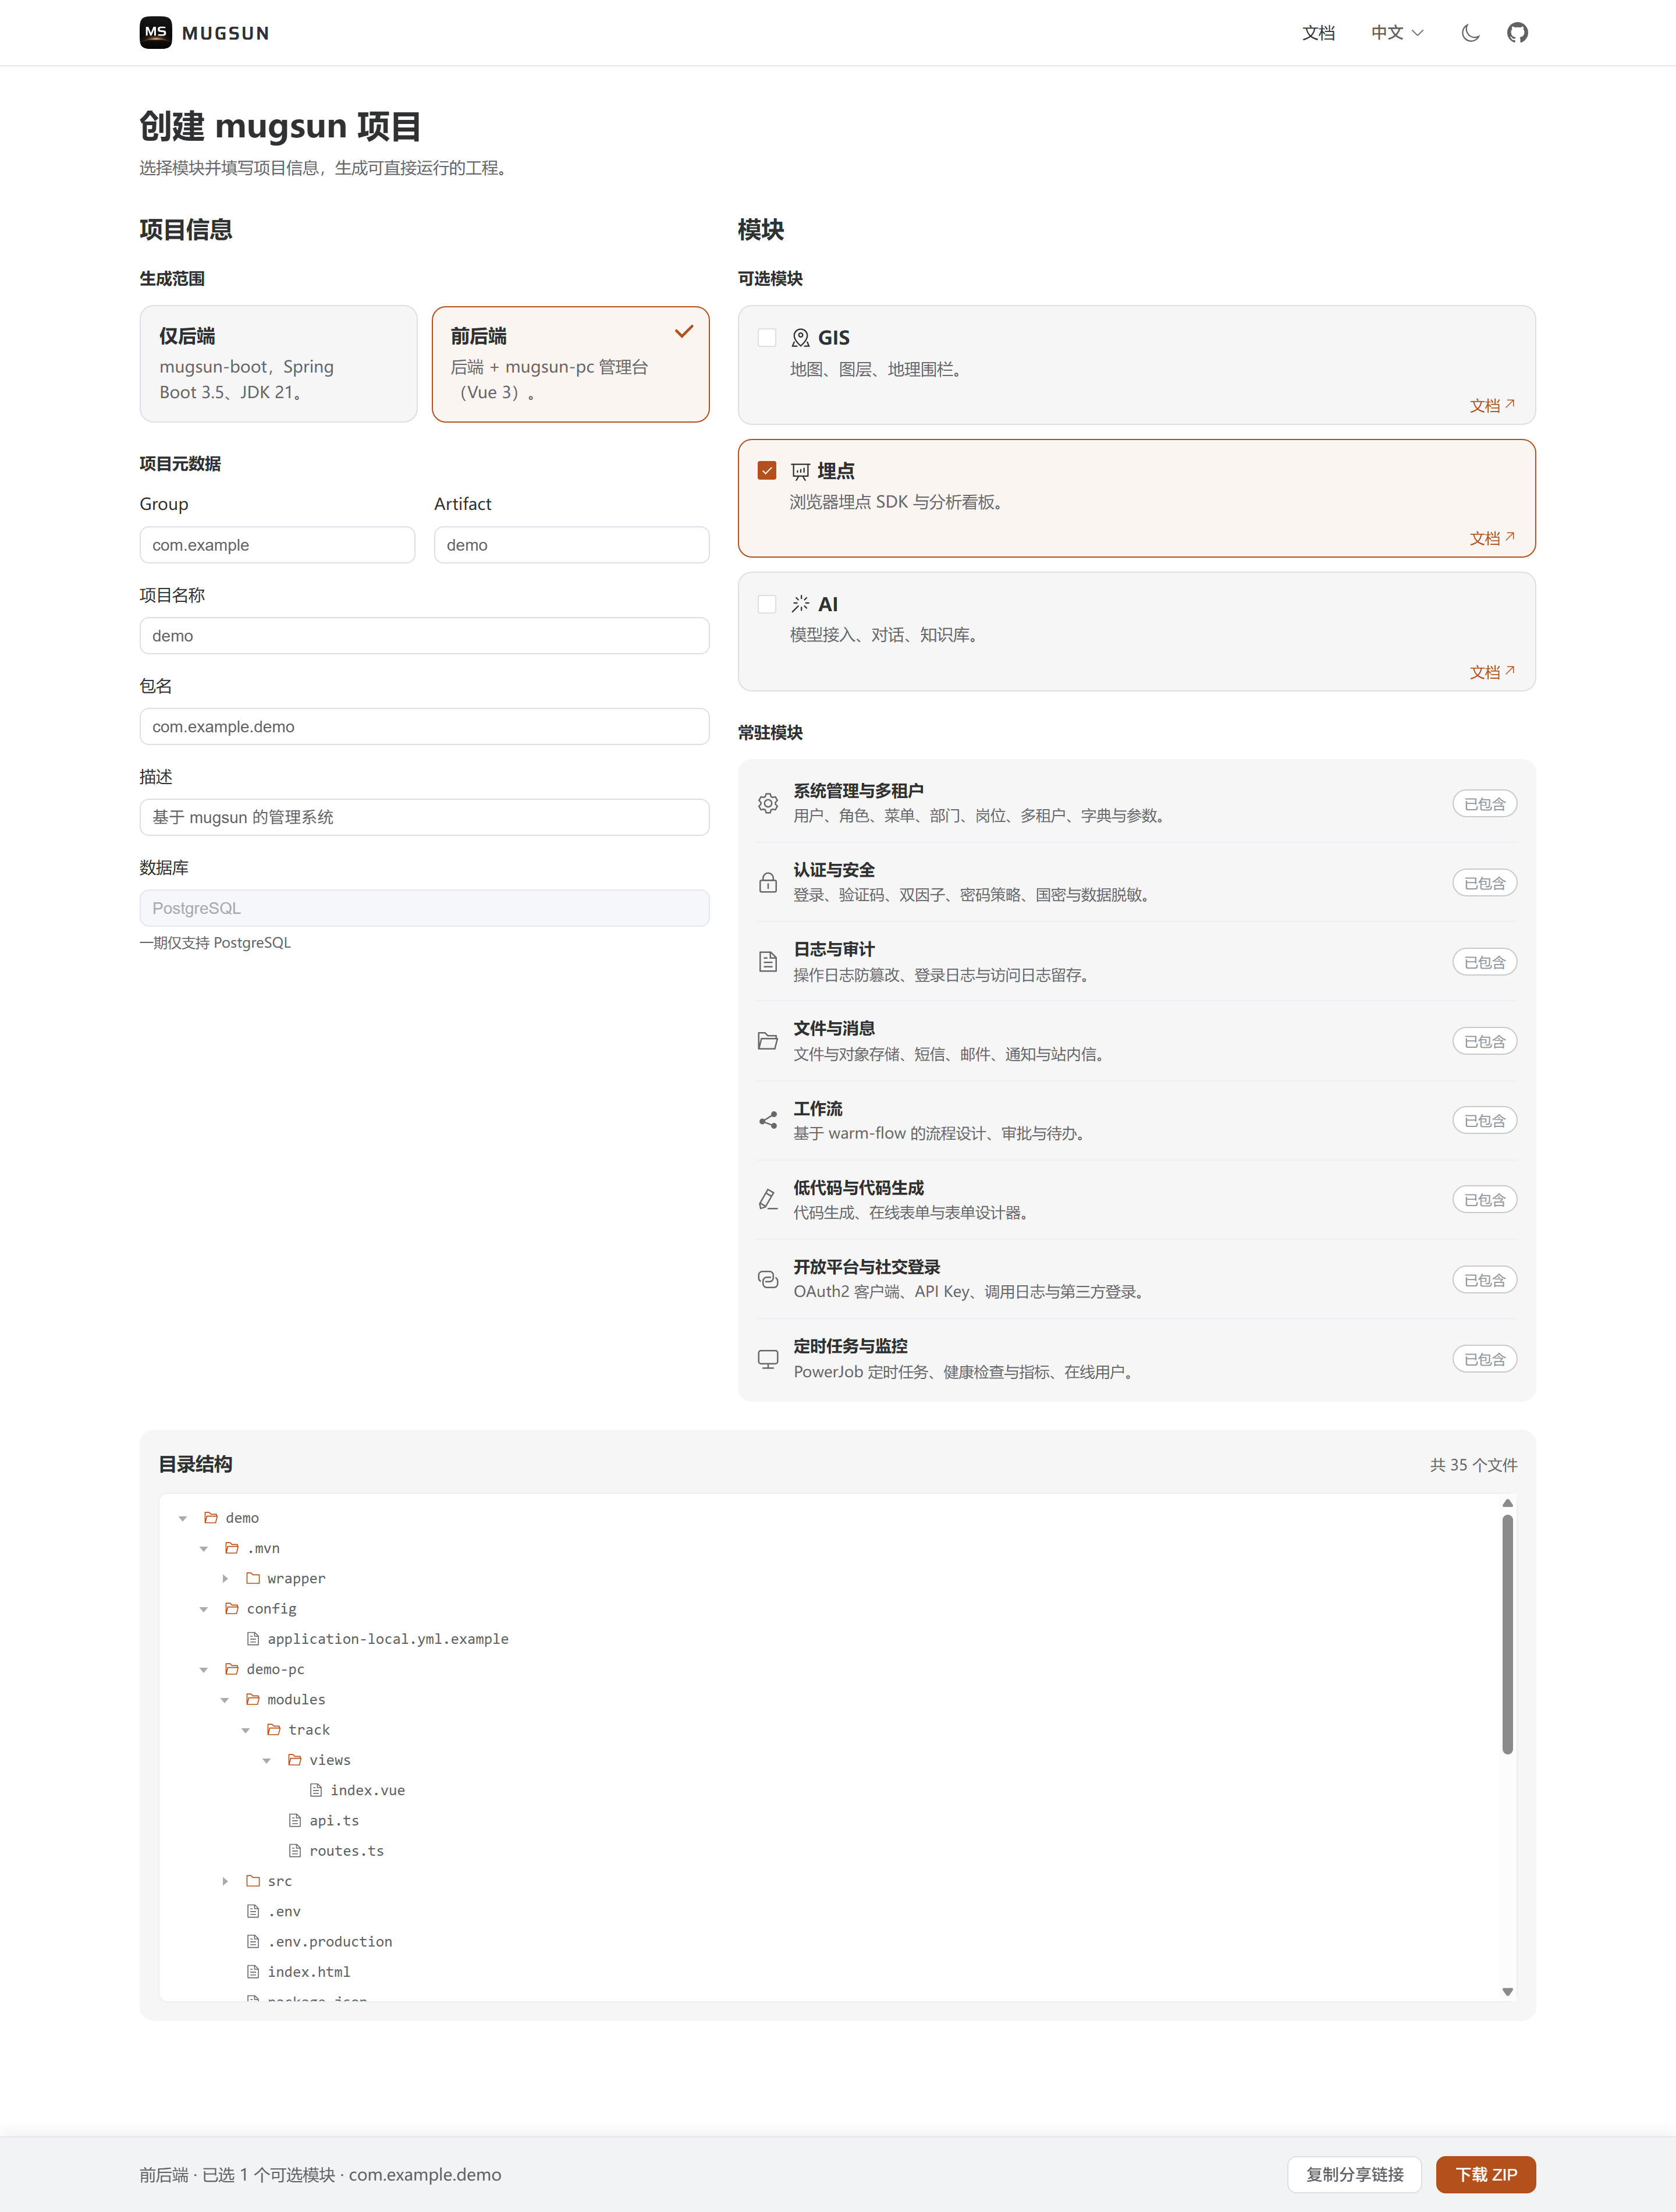 MS MUGSUN
文档
中文
创建 mugsun 项目
选择模块并填写项目信息，生成可直接运行的工程。
项目信息
生成范围
仅后端
mugsun-boot，Spring
Boot 3.5、JDK 21。
前后端
后端 + mugsun-pc 管理台
（Vue 3）。
项目元数据
Group
Artifact
com.example
demo
项目名称
demo
包名
com.example.demo
描述
基于 mugsun 的管理系统
数据库
PostgreSQL
一期仅支持 PostgreSQL
模块
可选模块
GIS
地图、图层、地理围栏。
文档
埋点
浏览器埋点 SDK 与分析看板。
文档
AI
模型接入、对话、知识库。
文档
常驻模块
系统管理与多租户
用户、角色、菜单、部门、岗位、多租户、字典与参数。
已包含
认证与安全
登录、验证码、双因子、密码策略、国密与数据脱敏。
已包含
日志与审计
操作日志防篡改、登录日志与访问日志留存。
已包含
文件与消息
文件与对象存储、短信、邮件、通知与站内信。
已包含
工作流
基于 warm-flow 的流程设计、审批与待办。
已包含
低代码与代码生成
代码生成、在线表单与表单设计器。
已包含
开放平台与社交登录
OAuth2 客户端、API Key、调用日志与第三方登录。
已包含
定时任务与监控
PowerJob 定时任务、健康检查与指标、在线用户。
已包含
目录结构
共 35 个文件
demo
.mvn
wrapper
config
application-local.yml.example
demo-pc
modules
track
views
index.vue
api.ts
routes.ts
src
.env
.env.production
index.html
package.json
前后端 · 已选 1 个可选模块 · com.example.demo
复制分享链接
下载 ZIP